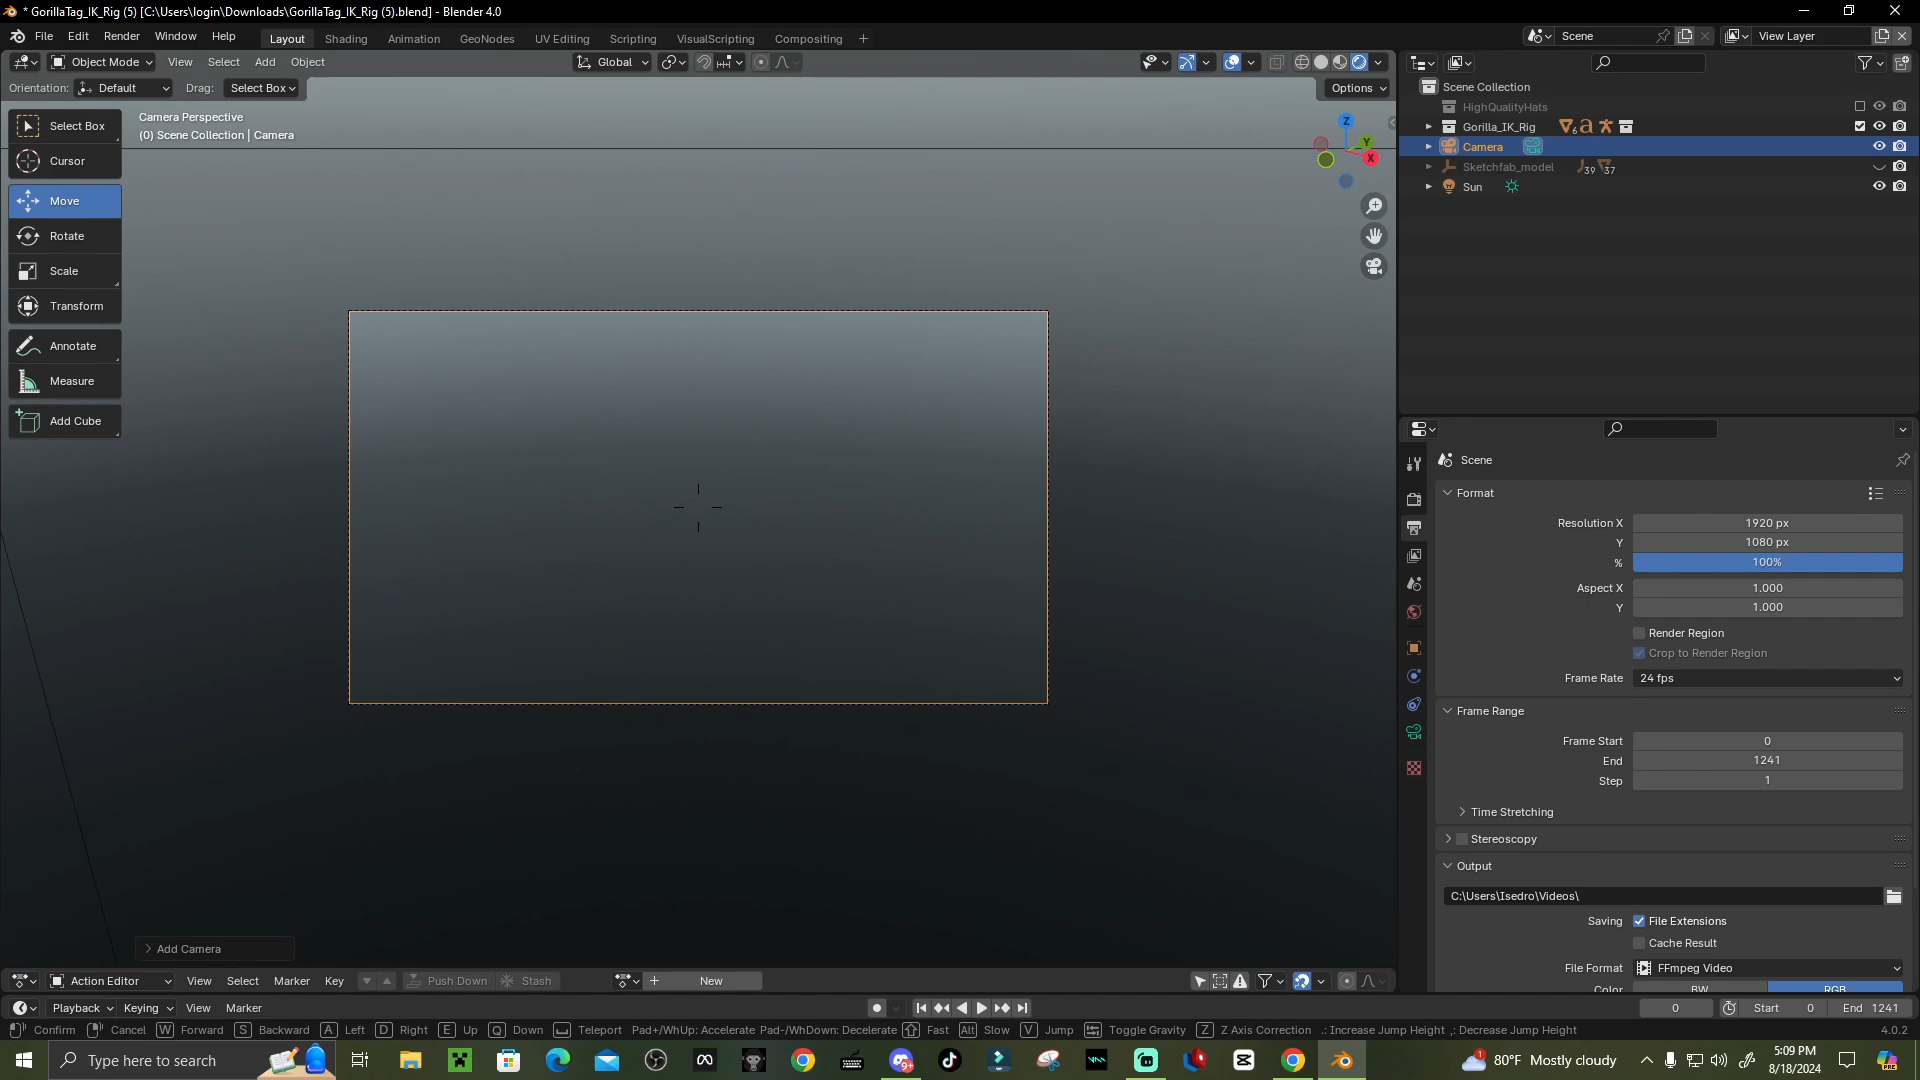 * GorillaTag_IK_Rig (5) [C:\Users\login\Downloads\GorillaTag_IK_Rig (5).blend] - Blender 4.0
File Edit Render Window Help Layout Shading Animation GeoNodes UV Editing Scripting VisualScripting Compositing Scene View Layer
Object Mode View Select Add Object Global
Orientation: Default Drag: Select Box Options
Camera Perspective
(0) Scene Collection | Camera
Select Box
Cursor
Move
Rotate
Scale
Transform
Annotate
Measure
Add Cube
Z
Y
X
Add Camera
Scene Collection
HighQualityHats
Gorilla_IK_Rig 6
Camera
Sketchfab_model 39 37
Sun
Scene
Format
Resolution X 1920 px
Y 1080 px
% 100%
Aspect X 1.000
Y 1.000
Render Region
Crop to Render Region
Frame Rate 24 fps
Frame Range
Frame Start 0
End 1241
Step 1
Time Stretching
Stereoscopy
Output
C:\Users\Isedro\Videos\
Saving File Extensions
Cache Result
File Format FFmpeg Video
Color BW RGB
Action Editor View Select Marker Key Push Down Stash New
Playback Keying View Marker 0 Start 0 End 1241
Confirm Cancel W Forward S Backward A Left D Right E Up Q Down Teleport Pad+/WhUp: Accelerate Pad-/WhDown: Decelerate Fast Alt Slow V Jump Toggle Gravity Z Z Axis Correction .: Increase Jump Height ,: Decrease Jump Height 4.0.2
Type here to search 9+ 1 80°F Mostly cloudy 5:09 PM
8/18/2024